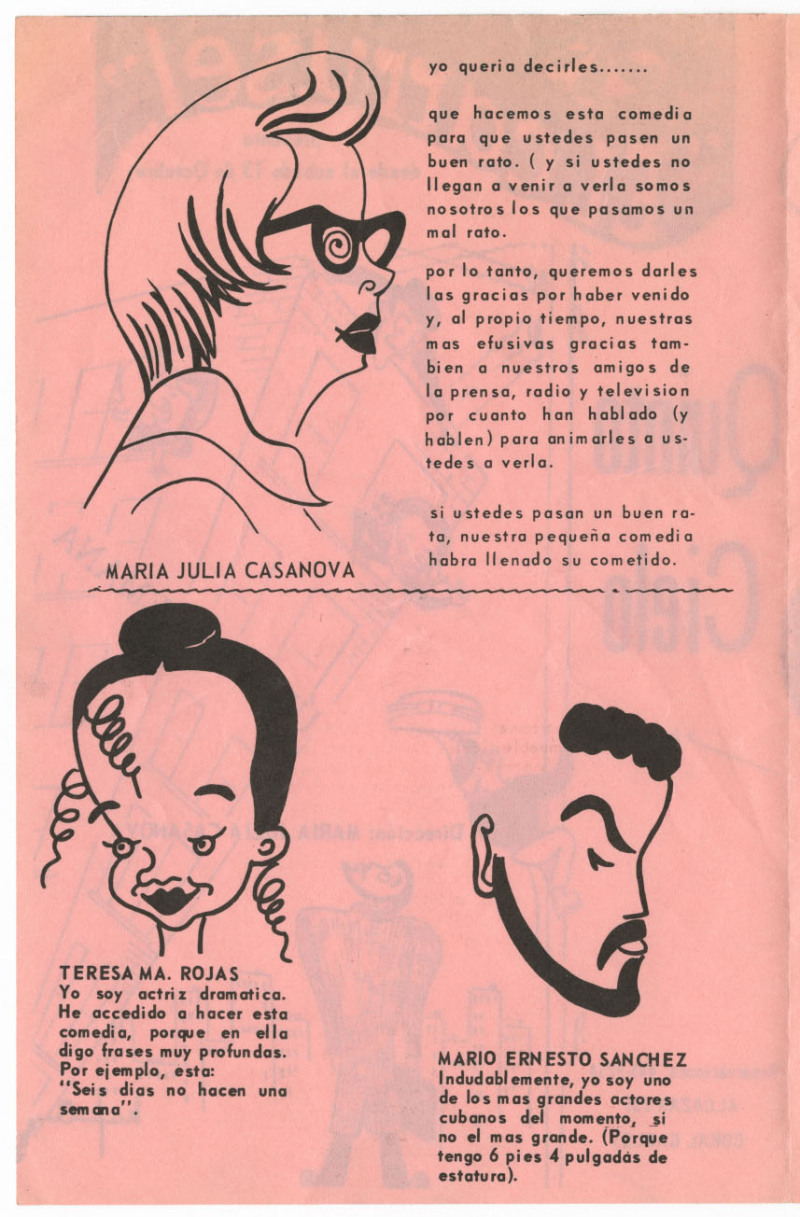 yo queria decirles.......
que hacemos esta comedia
para que ustedes pasen un
buen rato. ( y si ustedes no
llegan a venir a verla somos
nosotros los que pasamos un
mal rato.
por lo tanto, queremos darles
las gracias por haber venido
y, al propio tiempo, nuestras
mas efusivas gracias tam-
bien a nuestros amigos de
la prensa, radio y television
por cuanto han hablado (y
hablen) para animarles a us-
tedes a verla.
si ustedes pasan un buen ra-
ta, nuestra pequeña comedia
habra llenado su cometido.
MARIA JULIA CASANOVA
TERESA MA. ROJAS
Yo soy actriz dramatica.
He accedido a hacer esta
comedia, porque en ella
digo frases muy profundas.
Por ejemplo, esta:
"Seis dias no hacen una
semana".
MARIO ERNESTO SANCHEZ
Indudablemente, yo soy uno
de los mas grandes actores
cubanos del momento, si
no el mas grande. (Porque
tengo 6 pies 4 pulgadas de
estatura).